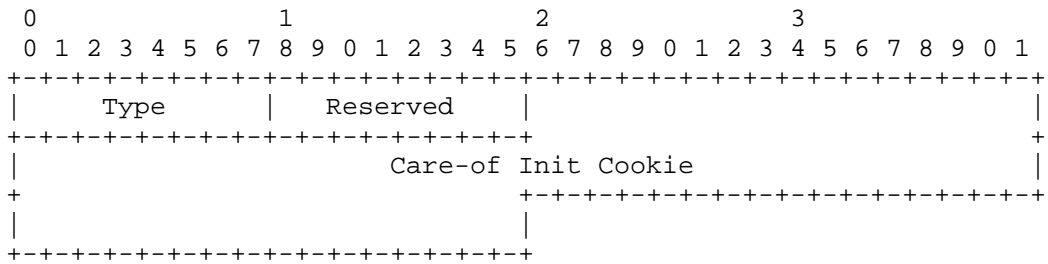 0 1 2 3
0 1 2 3 4 5 6 7 8 9 0 1 2 3 4 5 6 7 8 9 0 1 2 3 4 5 6 7 8 9 0 1
+-+-+-+-+-+-+-+-+-+-+-+-+-+-+-+-+-+-+-+-+-+-+-+-+-+-+-+-+-+-+-+-+
| Type | Reserved | |
+-+-+-+-+-+-+-+-+-+-+-+-+-+-+-+-+ +
| Care-of Init Cookie |
+ +-+-+-+-+-+-+-+-+-+-+-+-+-+-+-+-+
| |
+-+-+-+-+-+-+-+-+-+-+-+-+-+-+-+-+